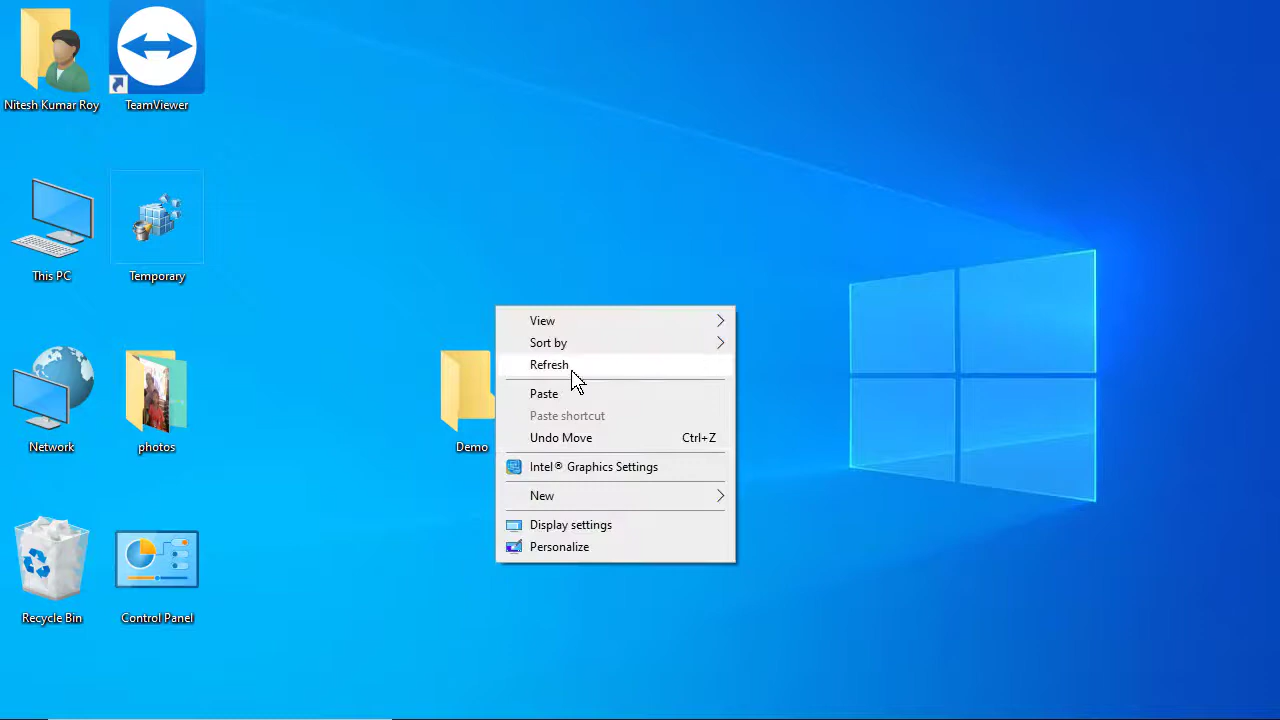 Nitesh Kumar Roy
TeamViewer
This PC
Temporary
Network
photos
Demo
Recycle Bin
Control Panel
View
Sort by
Refresh
Paste
Paste shortcut
Undo Move Ctrl+Z
Intel® Graphics Settings
New
Display settings
Personalize